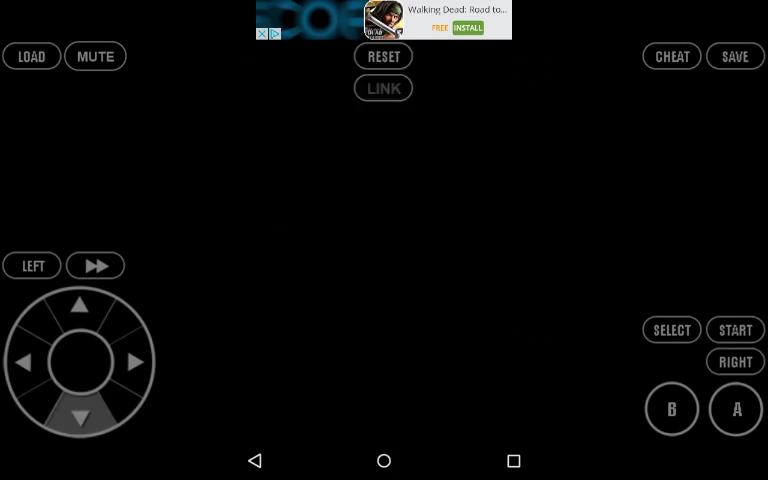 Walking Dead: Road to...
FREE INSTALL
LOAD MUTE RESET CHEAT SAVE
LINK
LEFT
SELECT START
RIGHT
B A